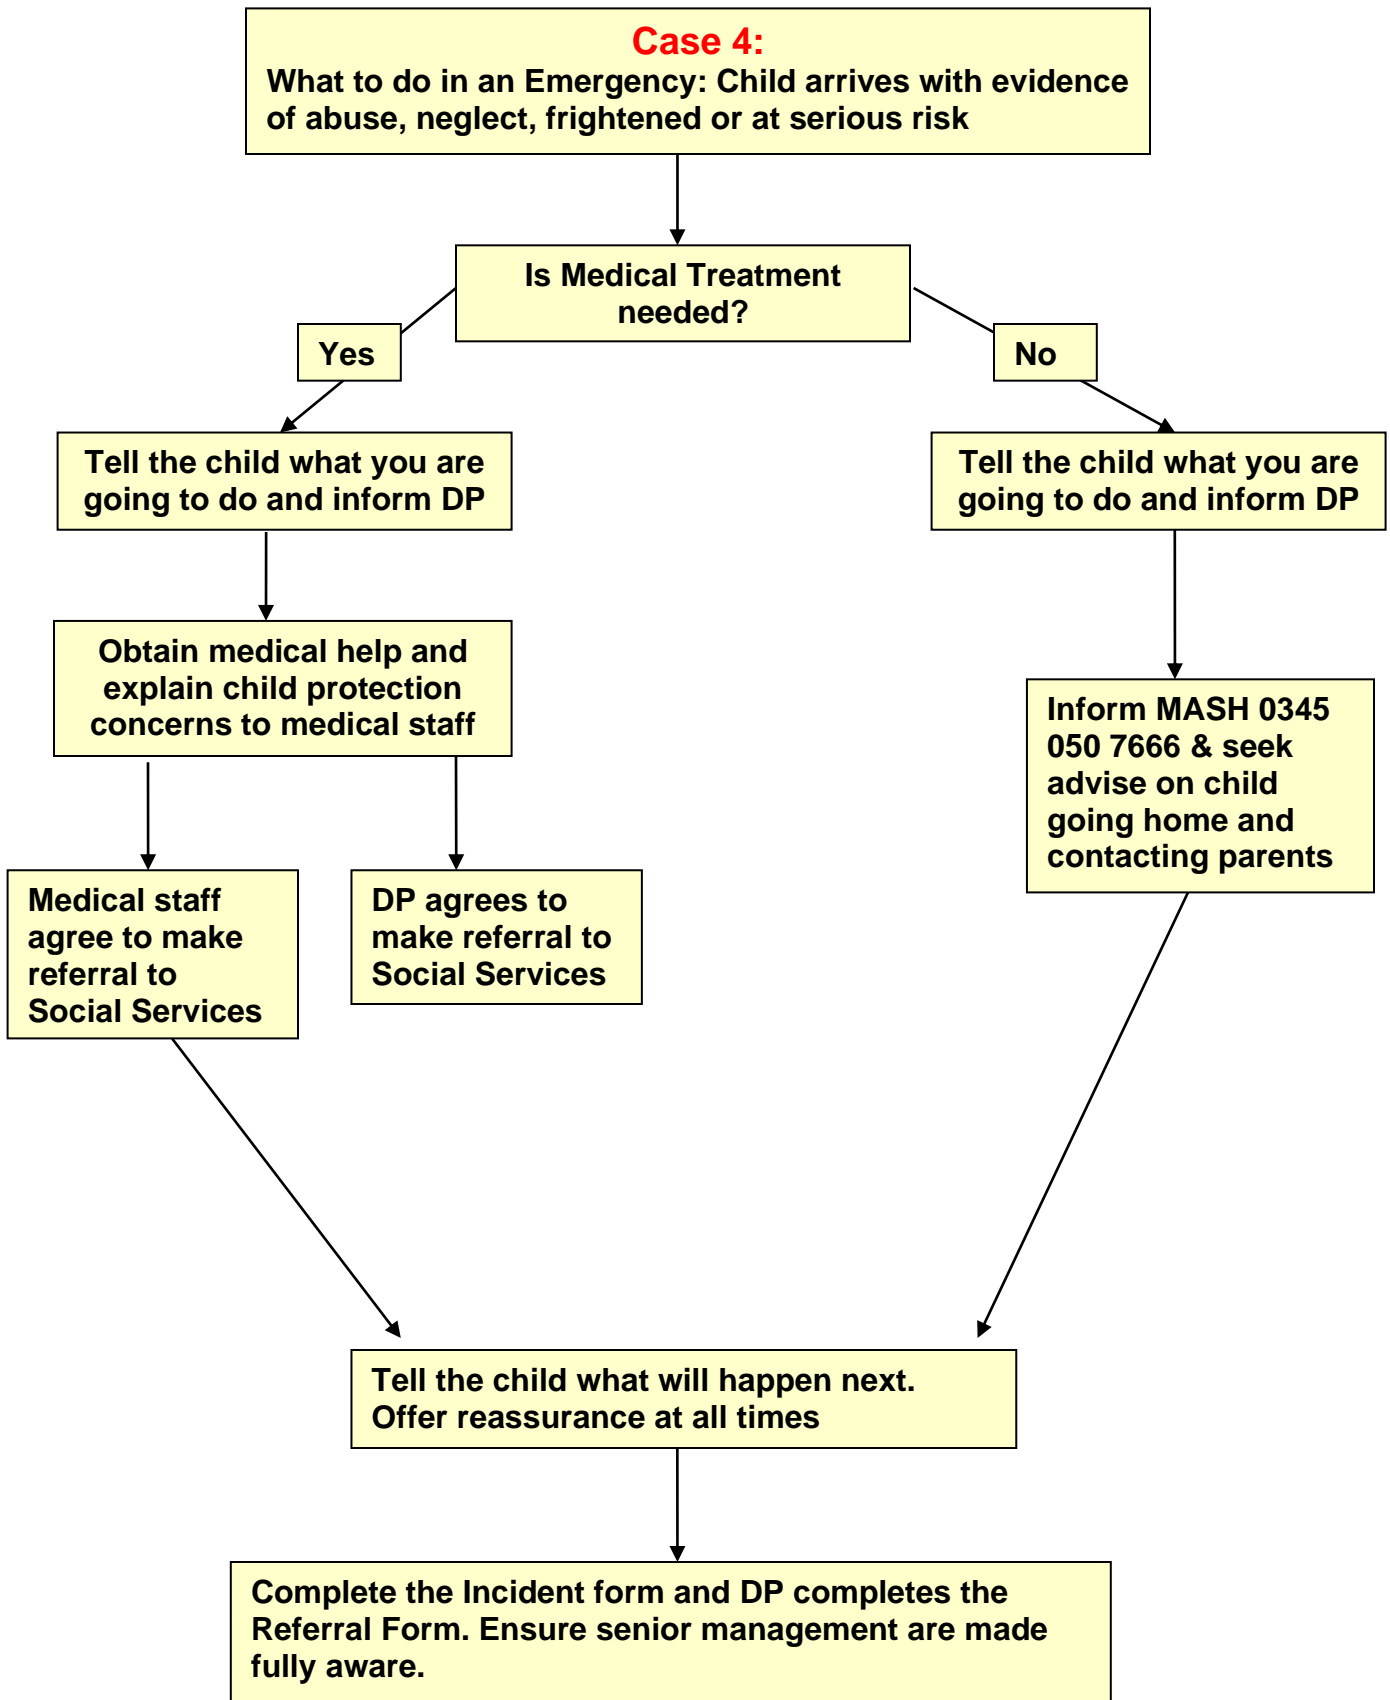 Case 4:
What to do in an Emergency: Child arrives with evidence
of abuse, neglect, frightened or at serious risk
Is Medical Treatment
needed?
Yes
No
Tell the child what you are
going to do and inform DP
Tell the child what you are
going to do and inform DP
Obtain medical help and
explain child protection
concerns to medical staff
Inform MASH 0345
050 7666 & seek
advise on child
going home and
contacting parents
Medical staff
agree to make
referral to
Social Services
DP agrees to
make referral to
Social Services
Tell the child what will happen next.
Offer reassurance at all times
Complete the Incident form and DP completes the
Referral Form. Ensure senior management are made
fully aware.